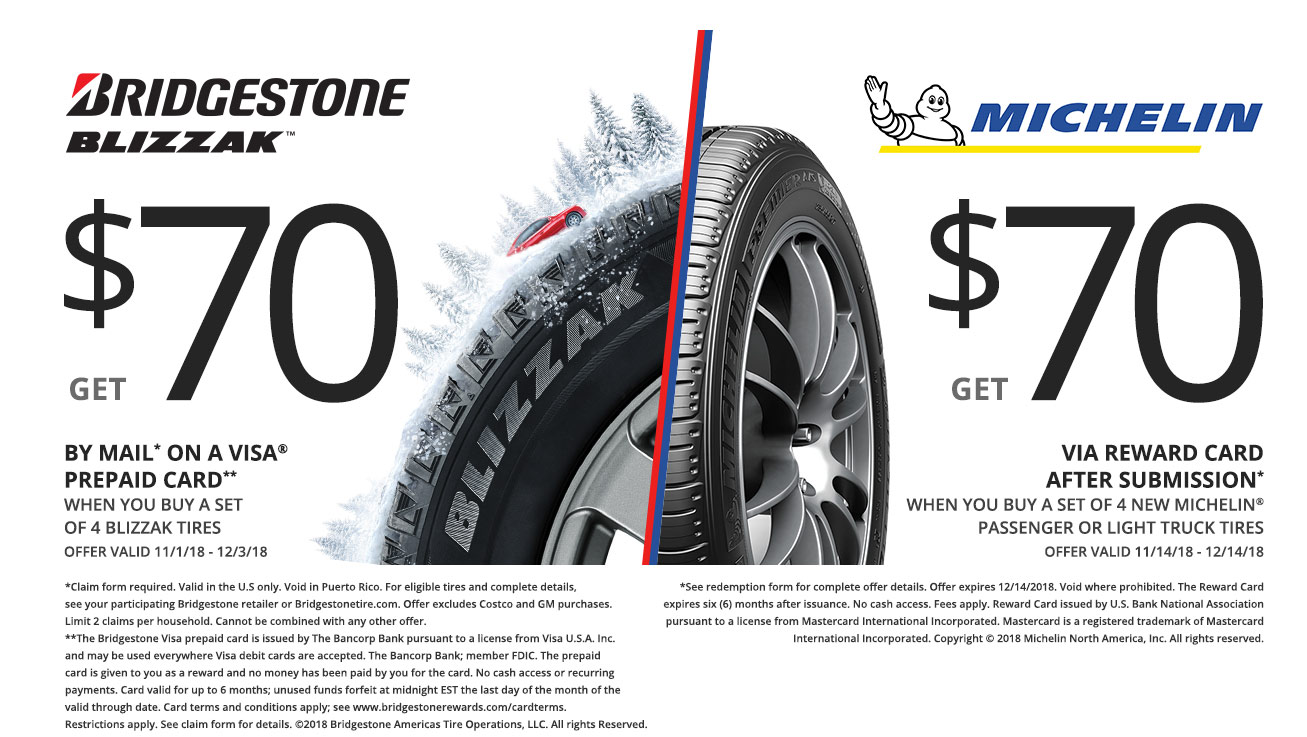 BRIDGESTONE
BLIZZAK™
$70
GET
BY MAIL* ON A VISA®
PREPAID CARD**
WHEN YOU BUY A SET
OF 4 BLIZZAK TIRES
OFFER VALID 11/1/18 - 12/3/18
BLIZZAK
*Claim form required. Valid in the U.S only. Void in Puerto Rico. For eligible tires and complete details,
see your participating Bridgestone retailer or Bridgestonetire.com. Offer excludes Costco and GM purchases.
Limit 2 claims per household. Cannot be combined with any other offer.
**The Bridgestone Visa prepaid card is issued by The Bancorp Bank pursuant to a license from Visa U.S.A. Inc.
and may be used everywhere Visa debit cards are accepted. The Bancorp Bank; member FDIC. The prepaid
card is given to you as a reward and no money has been paid by you for the card. No cash access or recurring
payments. Card valid for up to 6 months; unused funds forfeit at midnight EST the last day of the month of the
valid through date. Card terms and conditions apply; see www.bridgestonerewards.com/cardterms.
Restrictions apply. See claim form for details. ©2018 Bridgestone Americas Tire Operations, LLC. All rights Reserved.
MICHELIN
$70
GET
VIA REWARD CARD
AFTER SUBMISSION*
WHEN YOU BUY A SET OF 4 NEW MICHELIN®
PASSENGER OR LIGHT TRUCK TIRES
OFFER VALID 11/14/18 - 12/14/18
MICHELIN
*See redemption form for complete offer details. Offer expires 12/14/2018. Void where prohibited. The Reward Card
expires six (6) months after issuance. No cash access. Fees apply. Reward Card issued by U.S. Bank National Association
pursuant to a license from Mastercard International Incorporated. Mastercard is a registered trademark of Mastercard
International Incorporated. Copyright © 2018 Michelin North America, Inc. All rights reserved.